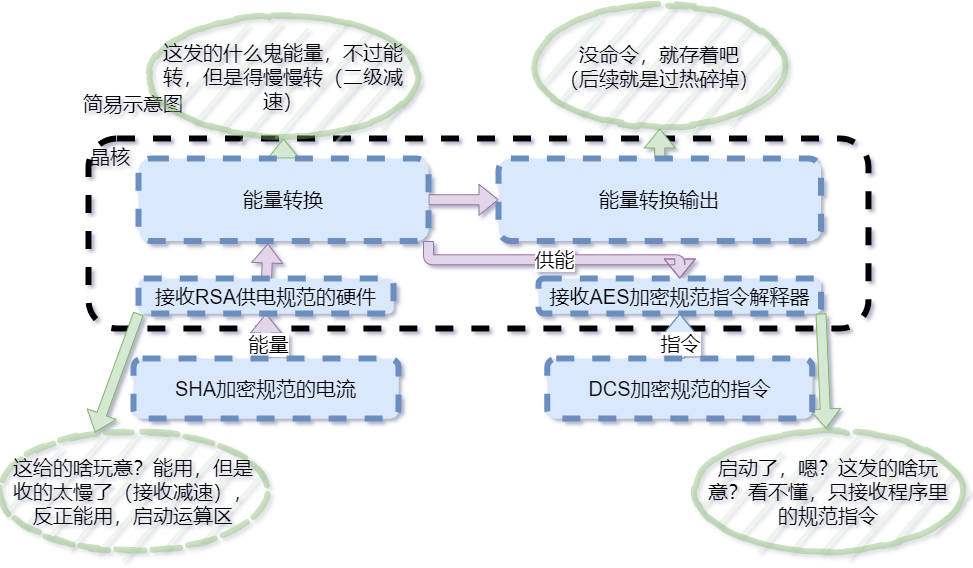 这发的什么鬼能量，不过能
转，但是得慢慢转（二级减
速）
没命令，就存着吧
（后续就是过热碎掉）
简易示意图
晶核
能量转换
能量转换输出
供能
接收RSA供电规范的硬件
接收AES加密规范指令解释器
能量
指令
SHA加密规范的电流
DCS加密规范的指令
这给的啥玩意？能用，但是
收的太慢了（接收减速），
反正能用，启动运算区
启动了，嗯？这发的啥玩
意？看不懂，只接收程序里
的规范指令